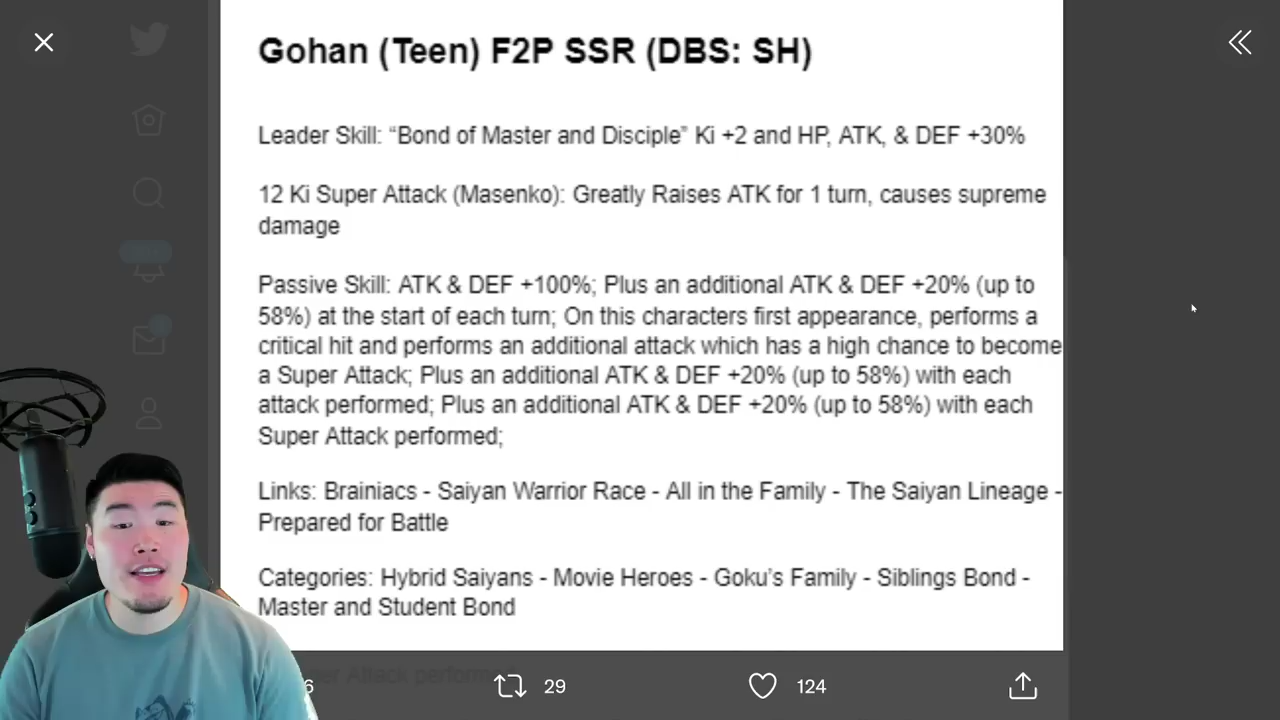 Gohan (Teen) F2P SSR (DBS: SH)
Leader Skill: “Bond of Master and Disciple” Ki +2 and HP, ATK, & DEF +30%
12 Ki Super Attack (Masenko): Greatly Raises ATK for 1 turn, causes supreme
damage
Passive Skill: ATK & DEF +100%; Plus an additional ATK & DEF +20% (up to
58%) at the start of each turn; On this characters first appearance, performs a
critical hit and performs an additional attack which has a high chance to become
a Super Attack; Plus an additional ATK & DEF +20% (up to 58%) with each
attack performed; Plus an additional ATK & DEF +20% (up to 58%) with each
Super Attack performed;
Links: Brainiacs - Saiyan Warrior Race - All in the Family - The Saiyan Lineage -
Prepared for Battle
Categories: Hybrid Saiyans - Movie Heroes - Goku's Family - Siblings Bond -
Master and Student Bond
Attack performed
6 29 124